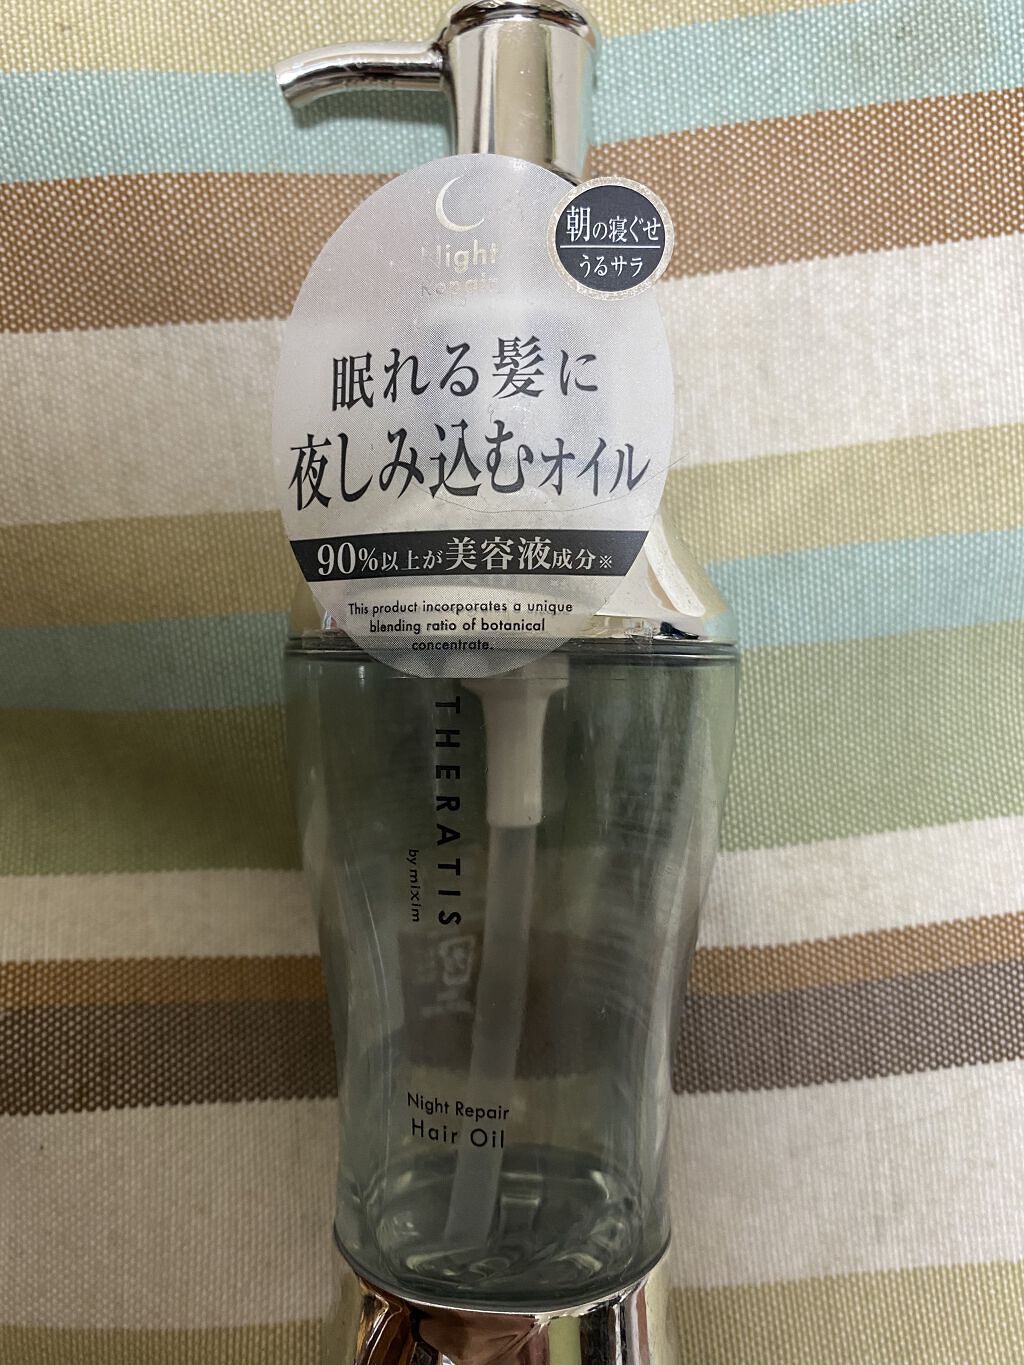 Night
Repair
朝の寝ぐせ
うるサラ
眠れる髪に
夜しみ込むオイル
90%以上が美容液成分※
This product incorporates a unique
blending ratio of botanical
concentrate.
THERATIS
by mixim
Night Repair
Hair Oil